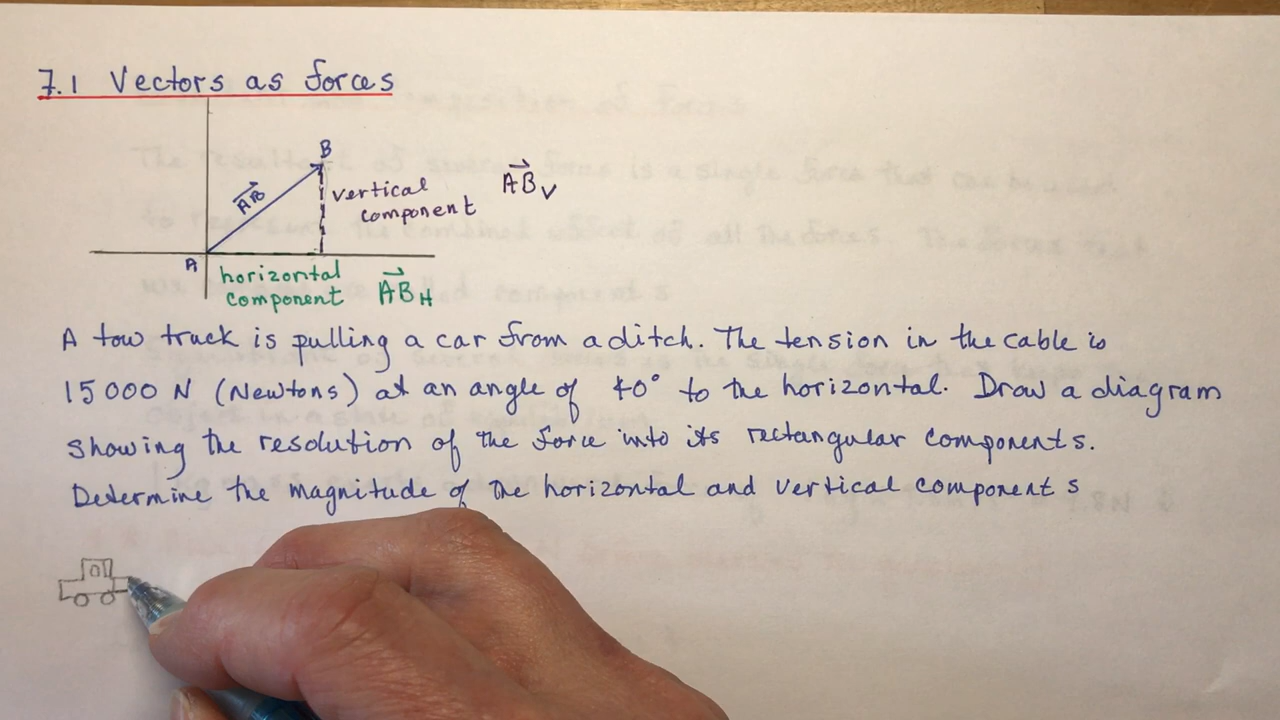 7.1 Vectors as forces
B
AB
vertical component
ABV
A
horizontal component
ABH
A tow truck is pulling a car from a ditch. The tension in the cable is
15000 N (Newtons) at an angle of 40° to the horizontal. Draw a diagram
showing the resolution of the force into its rectangular components.
Determine the magnitude of the horizontal and vertical components